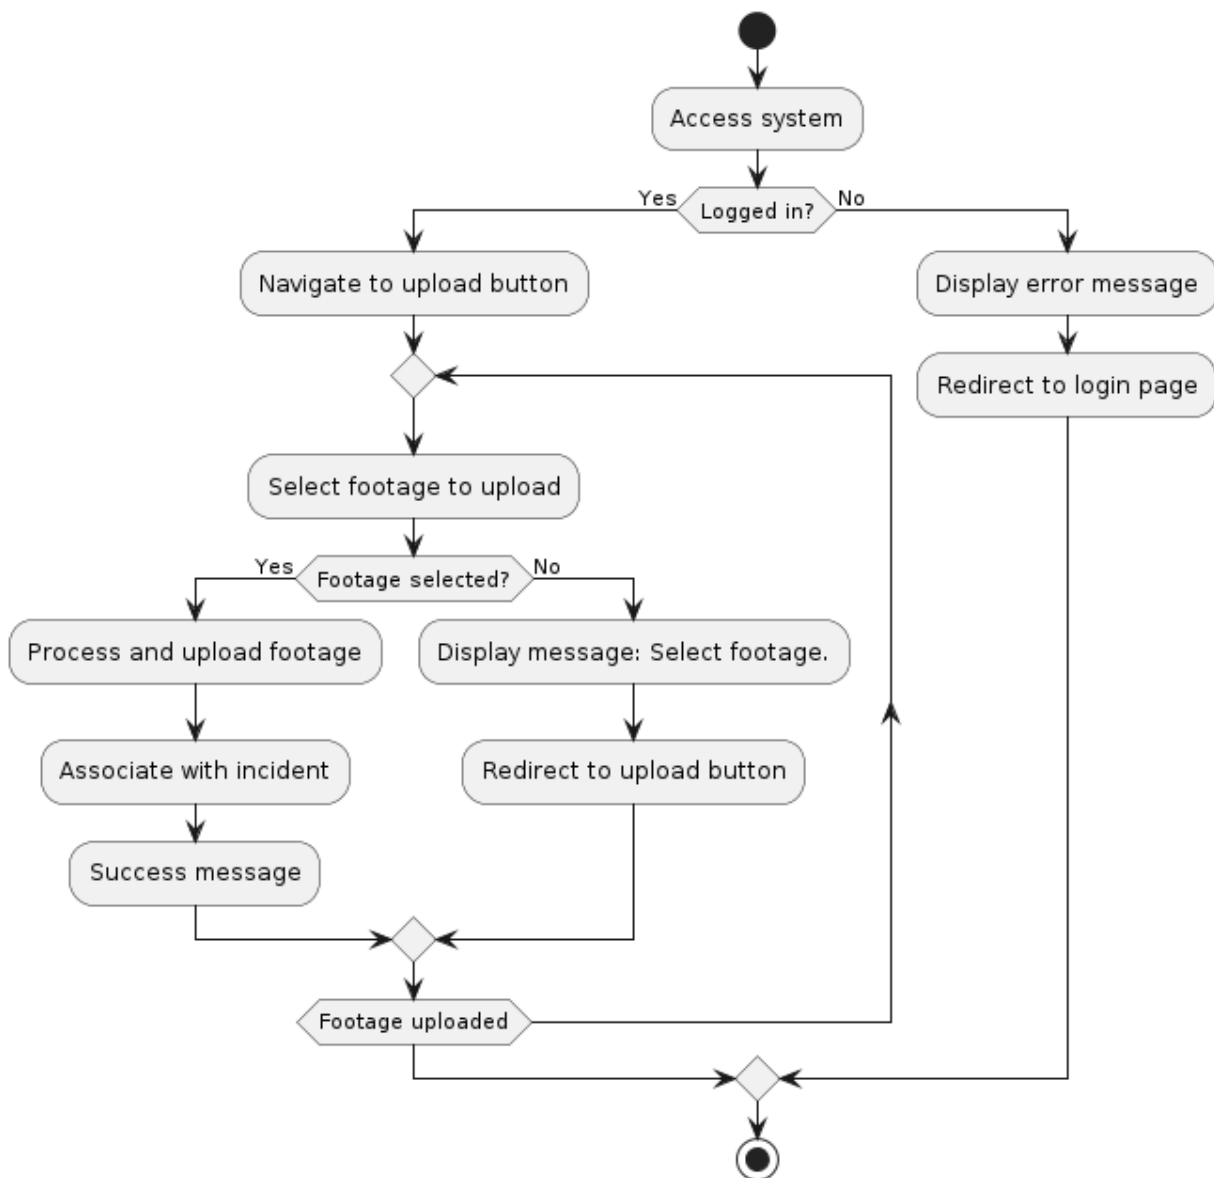 Access system
Yes
Logged in?
No
Navigate to upload button
Display error message
Redirect to login page
Select footage to upload
Yes
Footage selected?
No
Process and upload footage
Display message: Select footage.
Associate with incident
Redirect to upload button
Success message
Footage uploaded